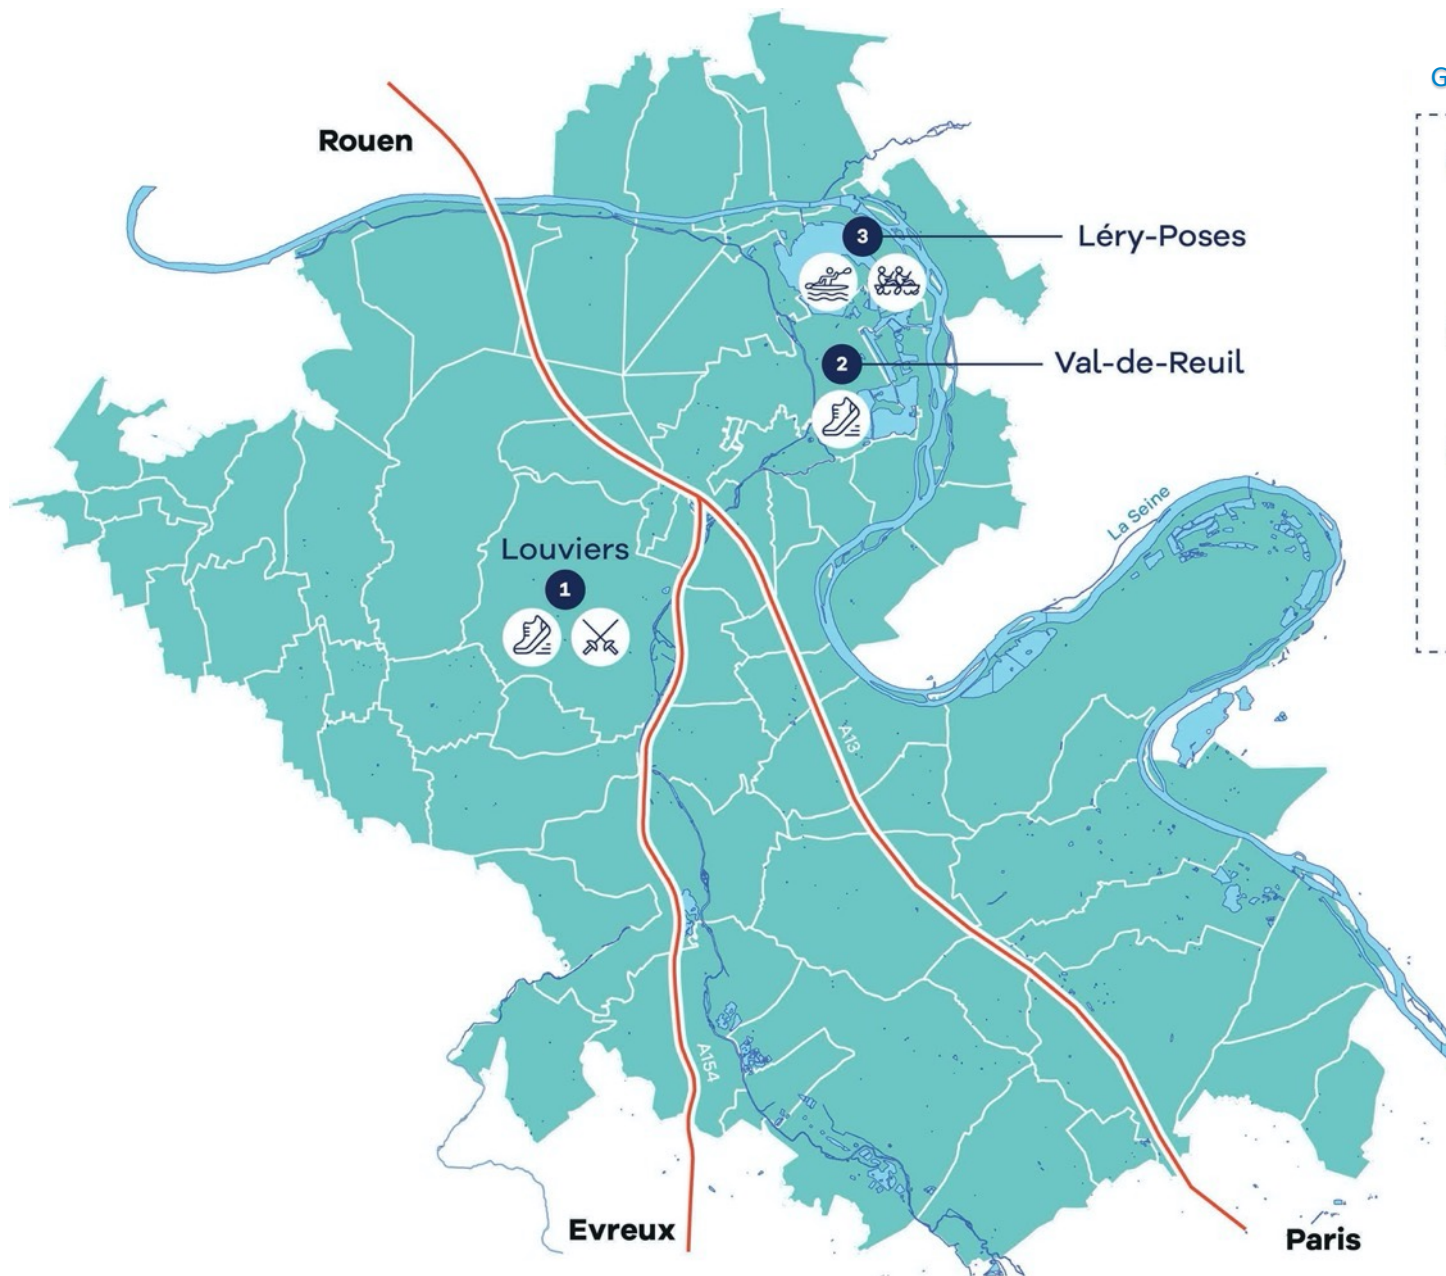 G
Rouen
3
Léry-Poses
2
Val-de-Reuil
La Seine
Louviers
1
A13
A154
Evreux
Paris